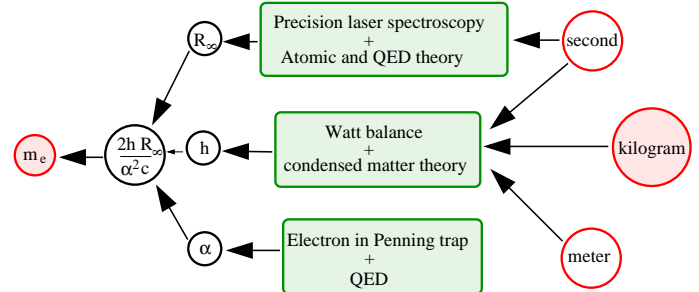 Precision laser spectroscopy
+
Atomic and QED theory
R∞
second
Watt balance
+
condensed matter theory
h
kilogram
2h R∞
α²c
mₑ
Electron in Penning trap
+
QED
α
meter